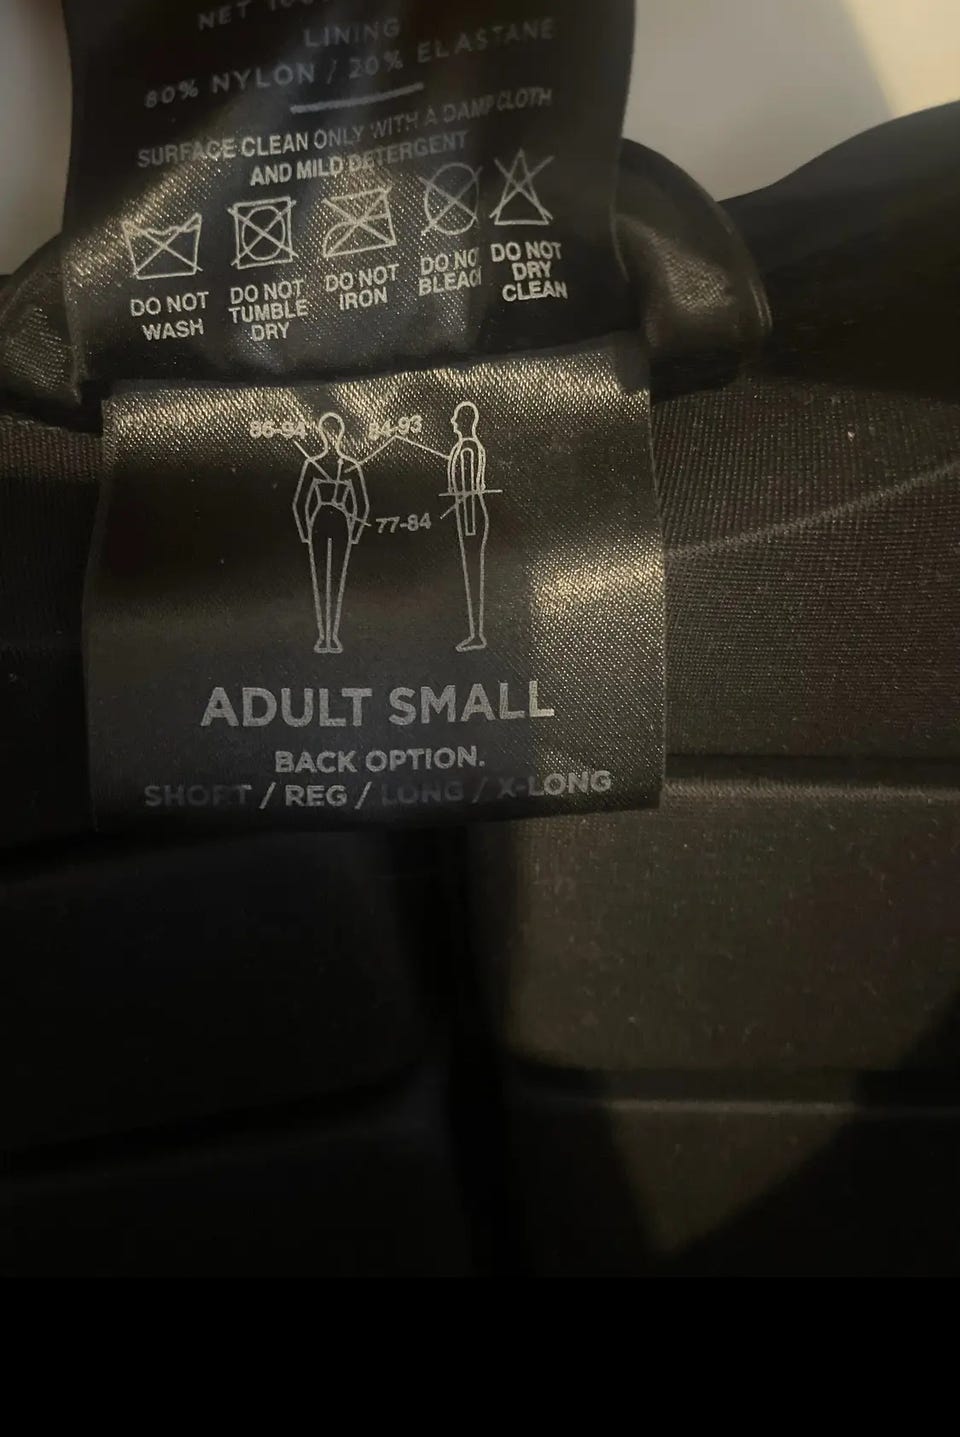 NET
LINING
80% NYLON / 20% ELASTANE
SURFACE CLEAN ONLY WITH A DAMP CLOTH
AND MILD DETERGENT
DO NOT
WASH
DO NOT
TUMBLE
DRY
DO NOT
IRON
DO NOT
BLEACH
DO NOT
DRY
CLEAN
86-94 84-93
77-84
ADULT SMALL
BACK OPTION.
SHORT / REG / LONG / X-LONG